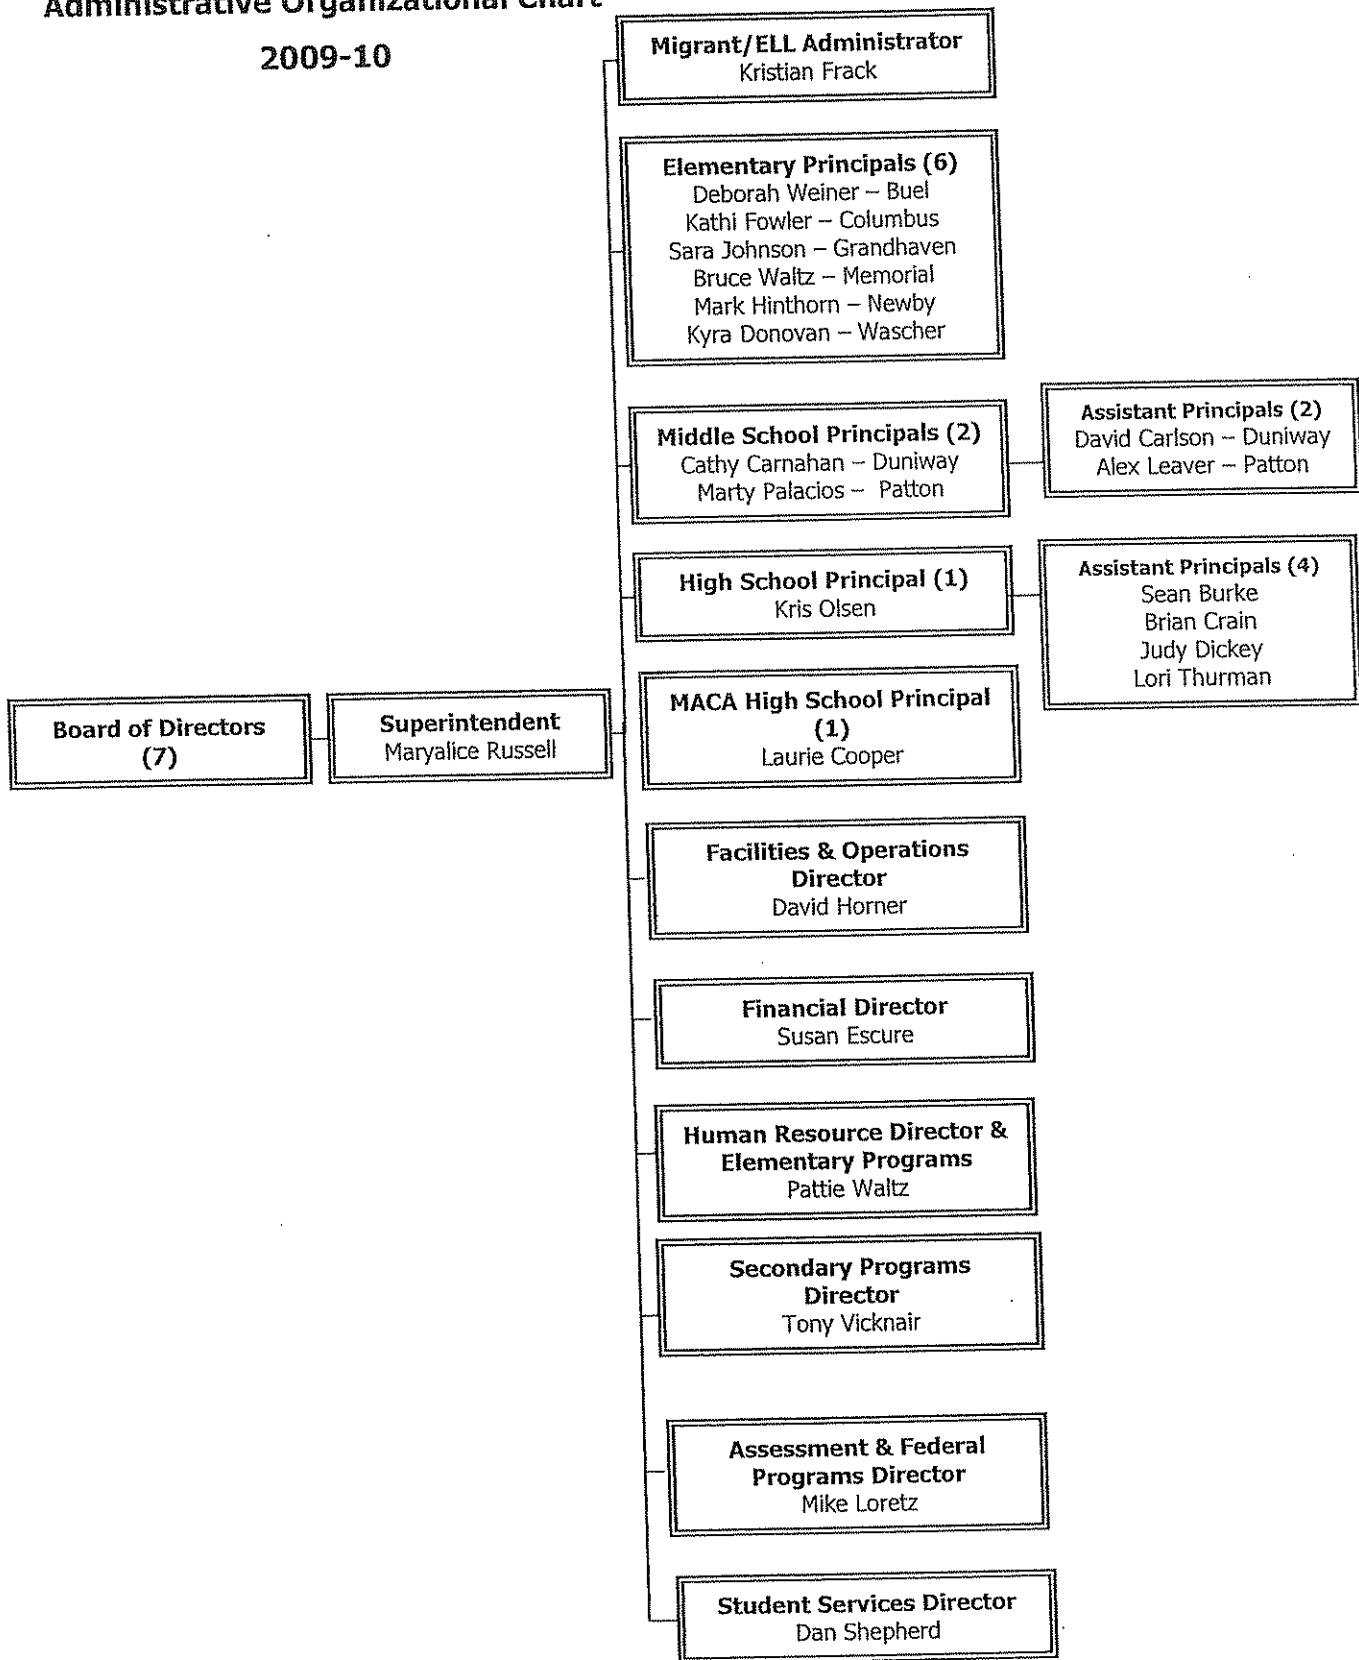 Administrative Organizational Chart
2009-10
Migrant/ELL Administrator
Kristian Frack
Elementary Principals (6)
Deborah Weiner – Buel
Kathi Fowler – Columbus
Sara Johnson – Grandhaven
Bruce Waltz – Memorial
Mark Hinthorn – Newby
Kyra Donovan – Wascher
Middle School Principals (2)
Cathy Carnahan – Duniway
Marty Palacios – Patton
Assistant Principals (2)
David Carlson – Duniway
Alex Leaver – Patton
High School Principal (1)
Kris Olsen
Assistant Principals (4)
Sean Burke
Brian Crain
Judy Dickey
Lori Thurman
Board of Directors
(7)
Superintendent
Maryalice Russell
MACA High School Principal
(1)
Laurie Cooper
Facilities & Operations
Director
David Horner
Financial Director
Susan Escure
Human Resource Director &
Elementary Programs
Pattie Waltz
Secondary Programs
Director
Tony Vicknair
Assessment & Federal
Programs Director
Mike Loretz
Student Services Director
Dan Shepherd